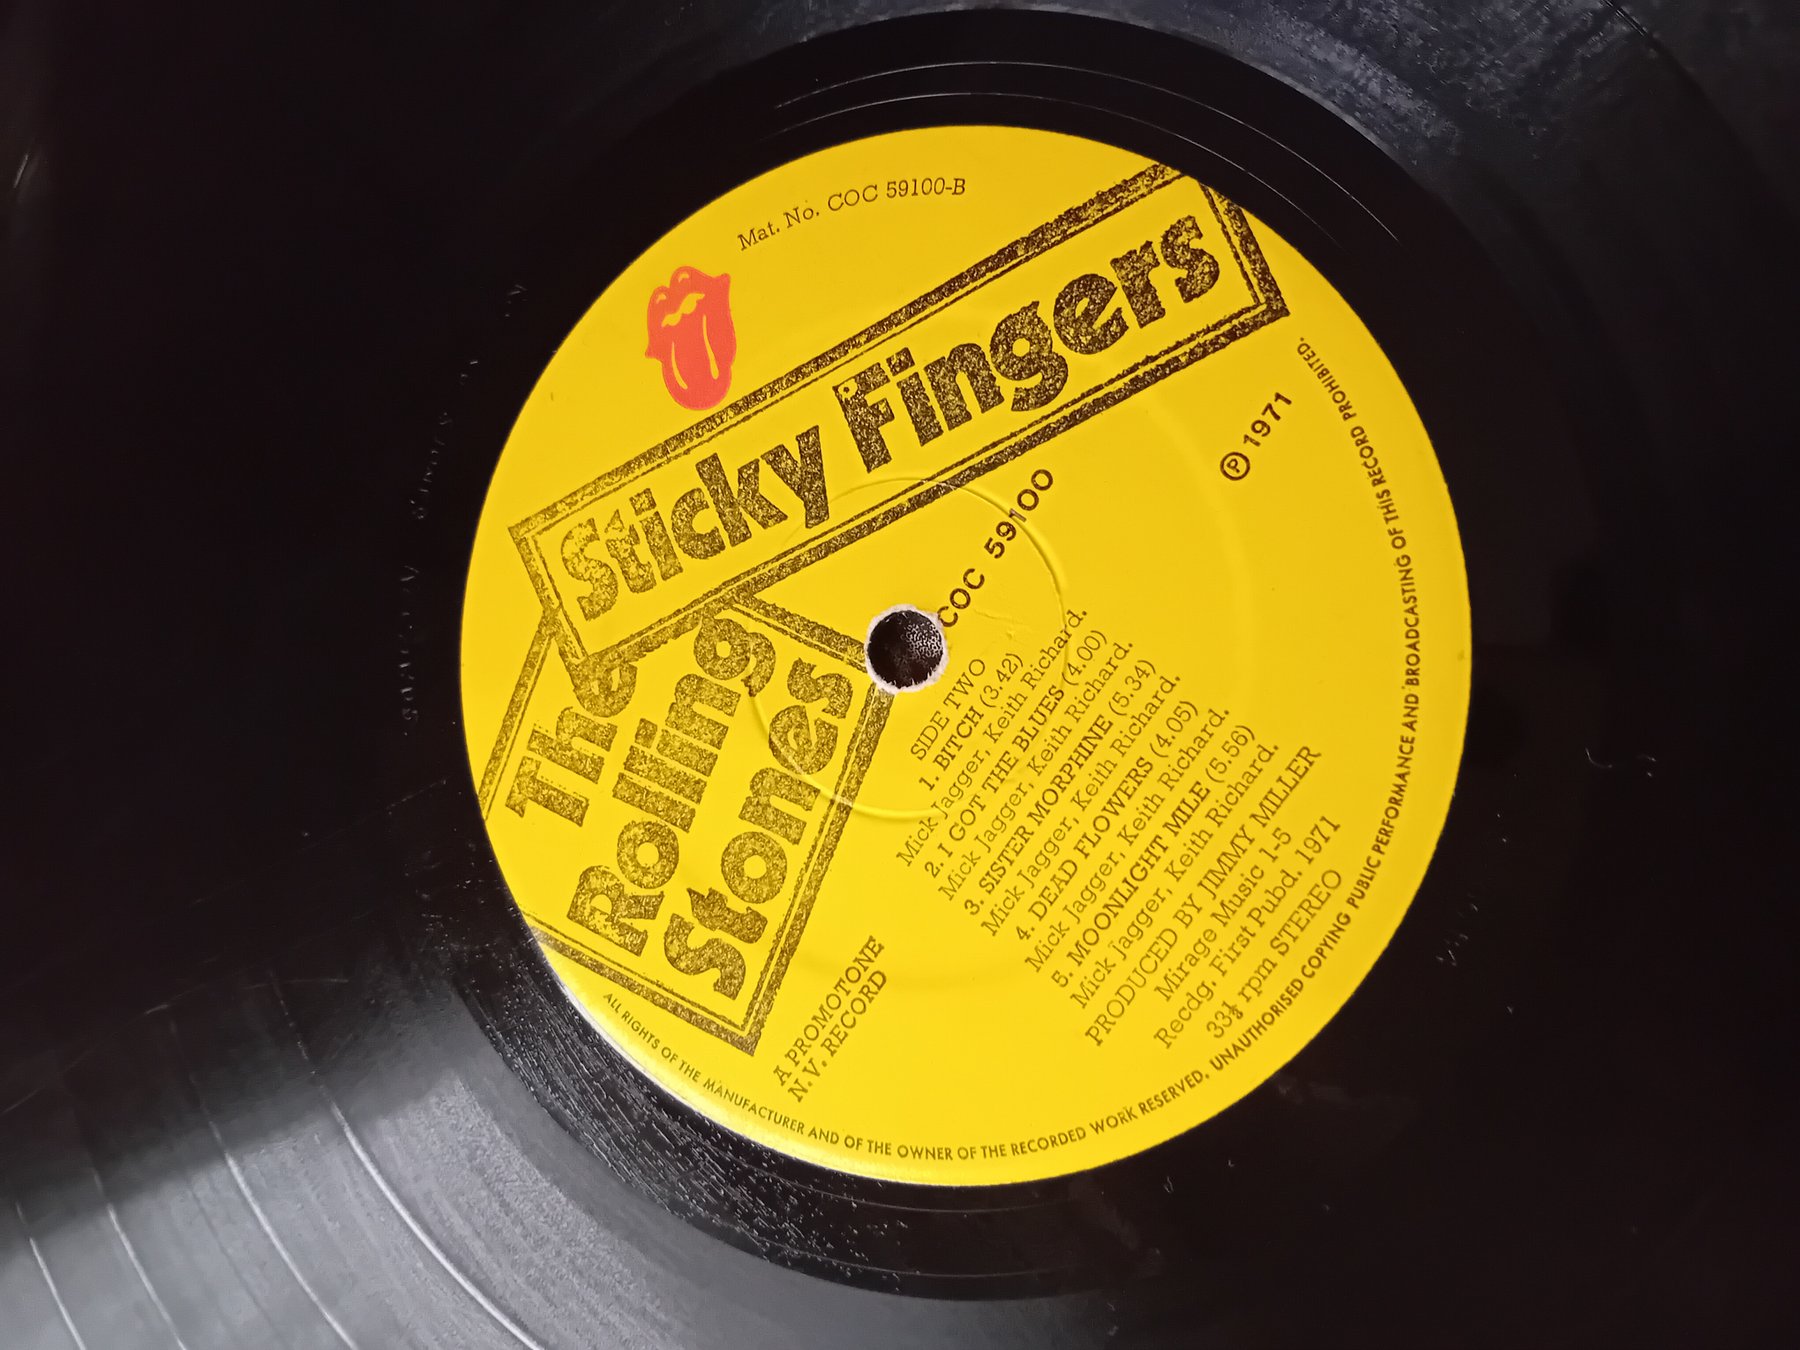 Mat. No. COC 59100-B
Sticky Fingers
The
Rolling
Stones
℗ 1971
COC 59100
SIDE TWO
1. BITCH (3.42)
Mick Jagger, Keith Richard.
2. I GOT THE BLUES (4.00)
Mick Jagger, Keith Richard.
3. SISTER MORPHINE (5.34)
Mick Jagger, Keith Richard.
4. DEAD FLOWERS (4.05)
Mick Jagger, Keith Richard.
5. MOONLIGHT MILE (5.56)
Mick Jagger, Keith Richard.
PRODUCED BY JIMMY MILLER
Mirage Music 1-5
Recdg. First Pubd. 1971
33⅓ rpm STEREO
A PROMOTONE
N.V. RECORD
ALL RIGHTS OF THE MANUFACTURER AND OF THE OWNER OF THE RECORDED WORK RESERVED. UNAUTHORISED COPYING PUBLIC PERFORMANCE AND BROADCASTING OF THIS RECORD PROHIBITED.